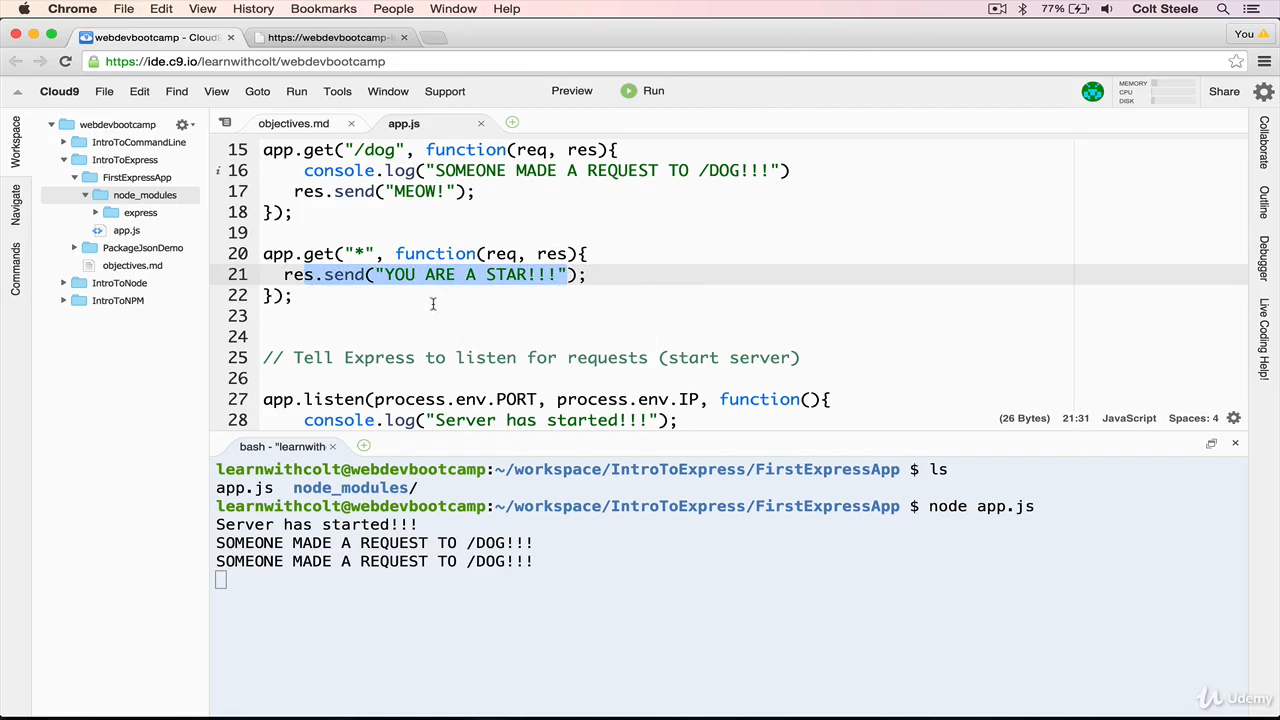 Chrome File Edit View History Bookmarks People Window Help 77% Colt Steele
webdevbootcamp - Cloud9 × https://webdevbootcamp-l × You
https://ide.c9.io/learnwithcolt/webdevbootcamp
Cloud9 File Edit Find View Goto Run Tools Window Support Preview Run MEMORY CPU DISK Share
Workspace
Navigate
Commands
webdevbootcamp
IntroToCommandLine
IntroToExpress
FirstExpressApp
node_modules
express
app.js
PackageJsonDemo
objectives.md
IntroToNode
IntroToNPM
objectives.md × app.js ×
15 app.get("/dog", function(req, res){
16 console.log("SOMEONE MADE A REQUEST TO /DOG!!!")
17 res.send("MEOW!");
18 });
19
20 app.get("*", function(req, res){
21 res.send("YOU ARE A STAR!!!");
22 });
23
24
25 // Tell Express to listen for requests (start server)
26
27 app.listen(process.env.PORT, process.env.IP, function(){
28 console.log("Server has started!!!");
(26 Bytes) 21:31 JavaScript Spaces: 4
Collaborate
Outline
Debugger
Live Coding Help!
bash - "learnwith ×
learnwithcolt@webdevbootcamp:~/workspace/IntroToExpress/FirstExpressApp $ ls
app.js node_modules/
learnwithcolt@webdevbootcamp:~/workspace/IntroToExpress/FirstExpressApp $ node app.js
Server has started!!!
SOMEONE MADE A REQUEST TO /DOG!!!
SOMEONE MADE A REQUEST TO /DOG!!!
Udemy